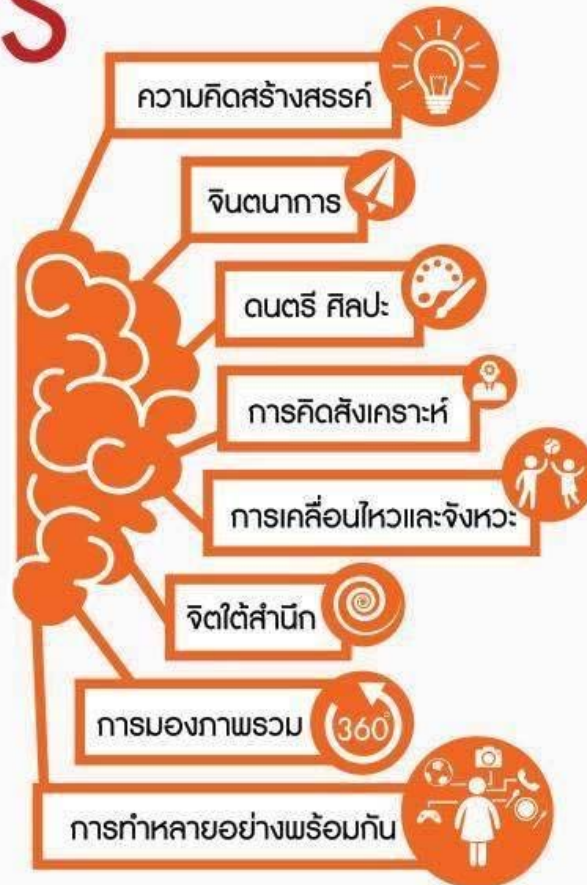 S
ความคิดสร้างสรรค์
จินตนาการ
ดนตรี ศิลปะ
การคิดสังเคราะห์
การเคลื่อนไหวและจังหวะ
จิตใต้สำนึก
การมองภาพรวม
360°
การทำหลายอย่างพร้อมกัน